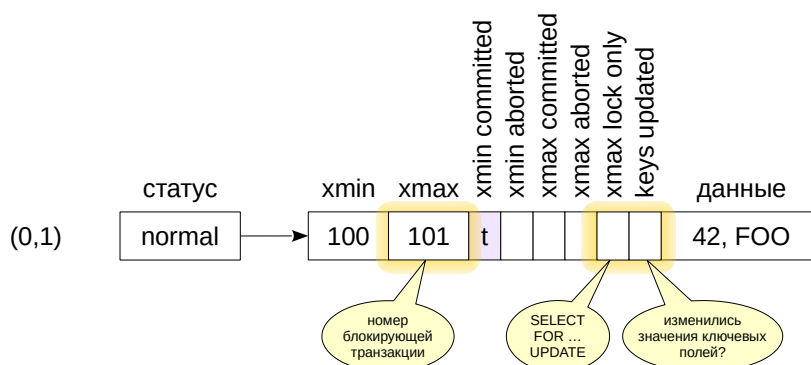 xmin committed
xmin aborted
xmax committed
xmax aborted
xmax lock only
keys updated
статус xmin xmax данные
(0,1) normal 100 101 t 42, FOO
номер
блокирующей
транзакции
SELECT
FOR ...
UPDATE
изменились
значения ключевых
полей?